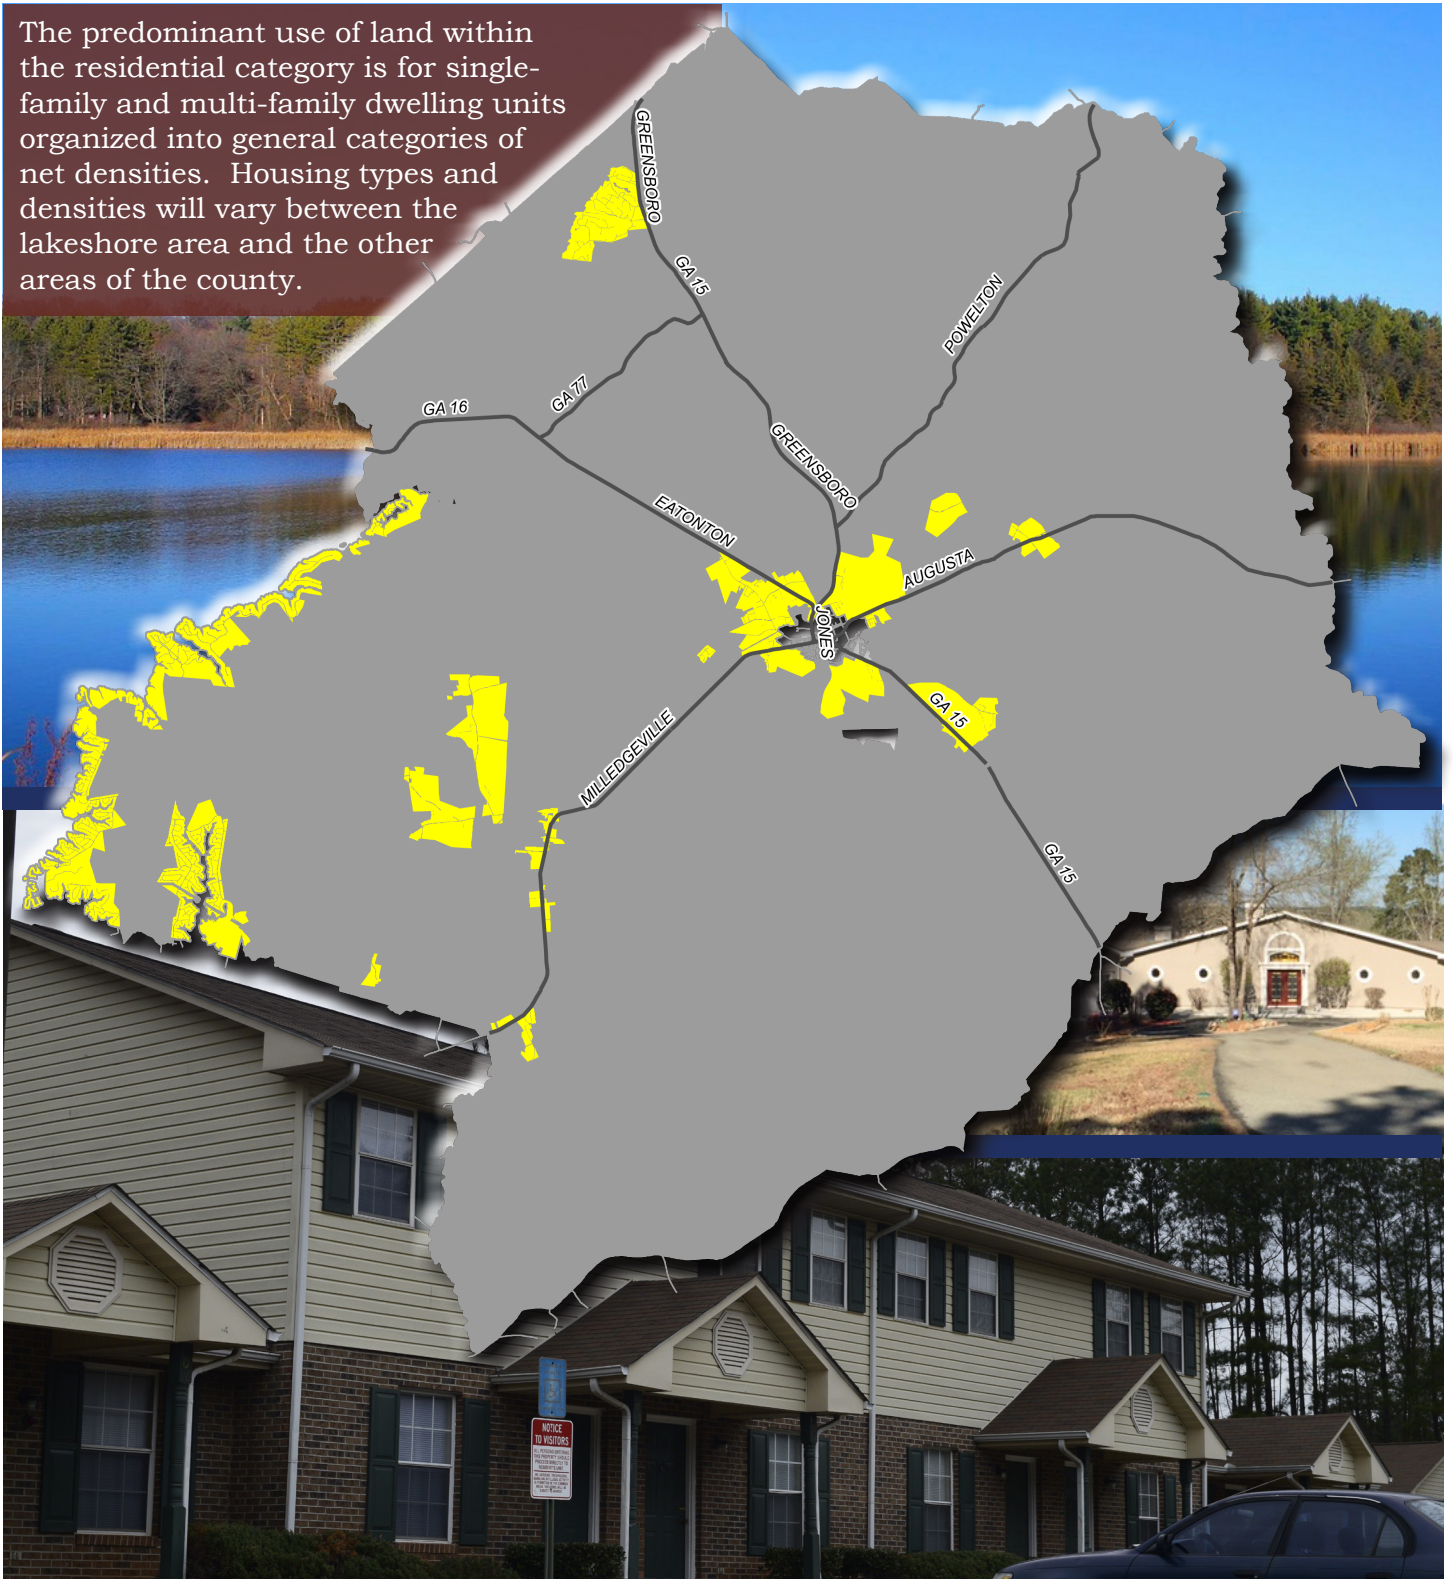 The predominant use of land within
the residential category is for single-
family and multi-family dwelling units
organized into general categories of
net densities.  Housing types and
densities will vary between the
lakeshore area and the other
areas of the county.
GREENSBORO
GA 15
POWELTON
GA 77
GA 16
GREENSBORO
EATONTON
AUGUSTA
JONES
GA 15
MILLEDGEVILLE
GA 15
NOTICE
TO VISITORS